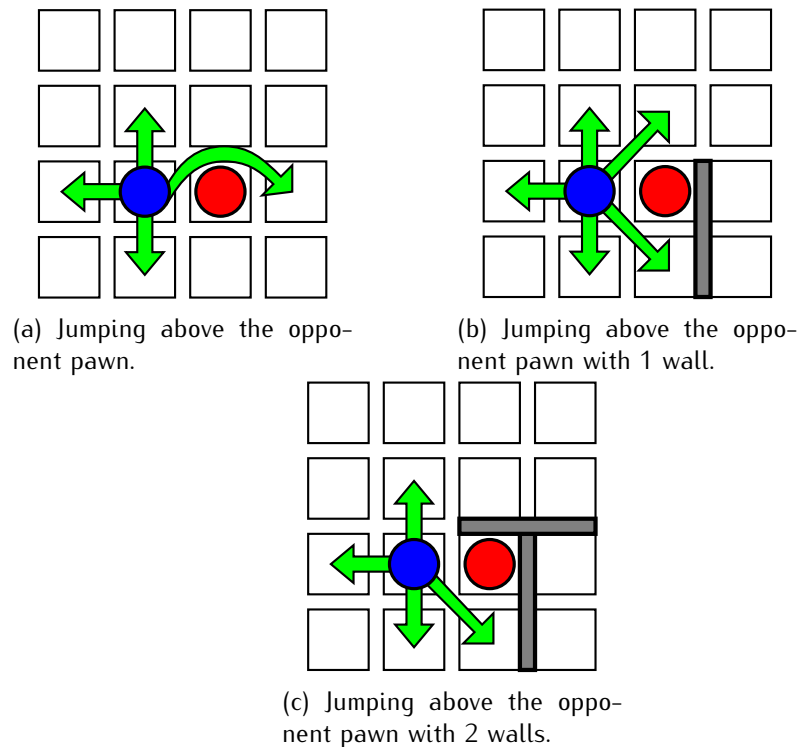 (a) Jumping above the oppo-
nent pawn.
(b) Jumping above the oppo-
nent pawn with 1 wall.
(c) Jumping above the oppo-
nent pawn with 2 walls.